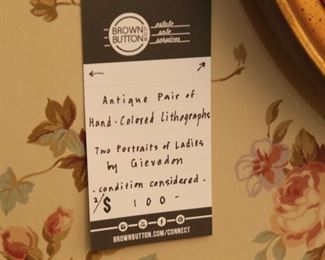 BROWN
BUTTON
estate
sale
services
Antique Pair of
Hand-Colored Lithographs
Two Portraits of Ladies
by Gievedon
- condition considered -
2/$ 100-
BROWNBUTTON.COM/CONNECT